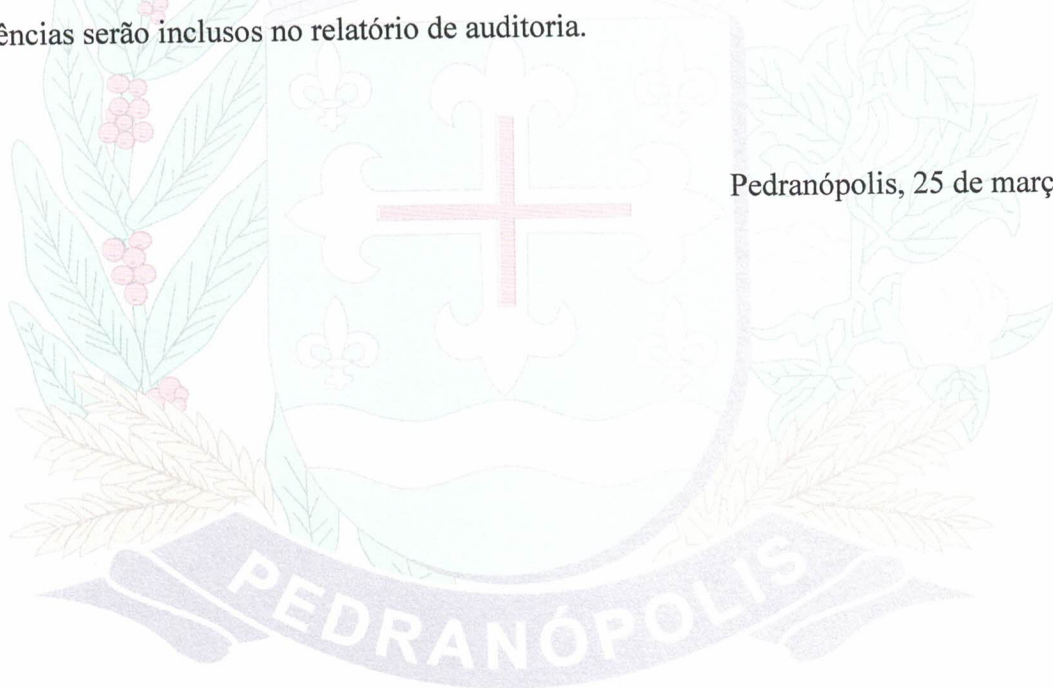 ências serão inclusos no relatório de auditoria.
Pedranópolis, 25 de març
PEDRANÓPOLIS